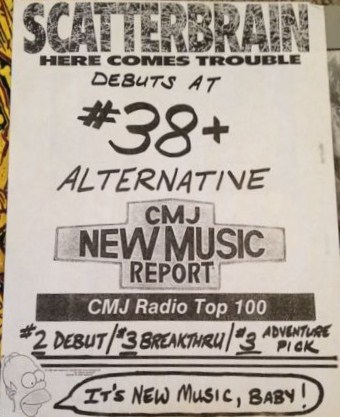 SCATTERBRAIN
HERE COMES TROUBLE
DEBUTS AT
#38+
ALTERNATIVE
CMJ
NEW MUSIC
REPORT
CMJ Radio Top 100
#2 DEBUT/#3 BREAKTHRU/#3 ADVENTURE PICK
IT'S NEW MUSIC, BABY!